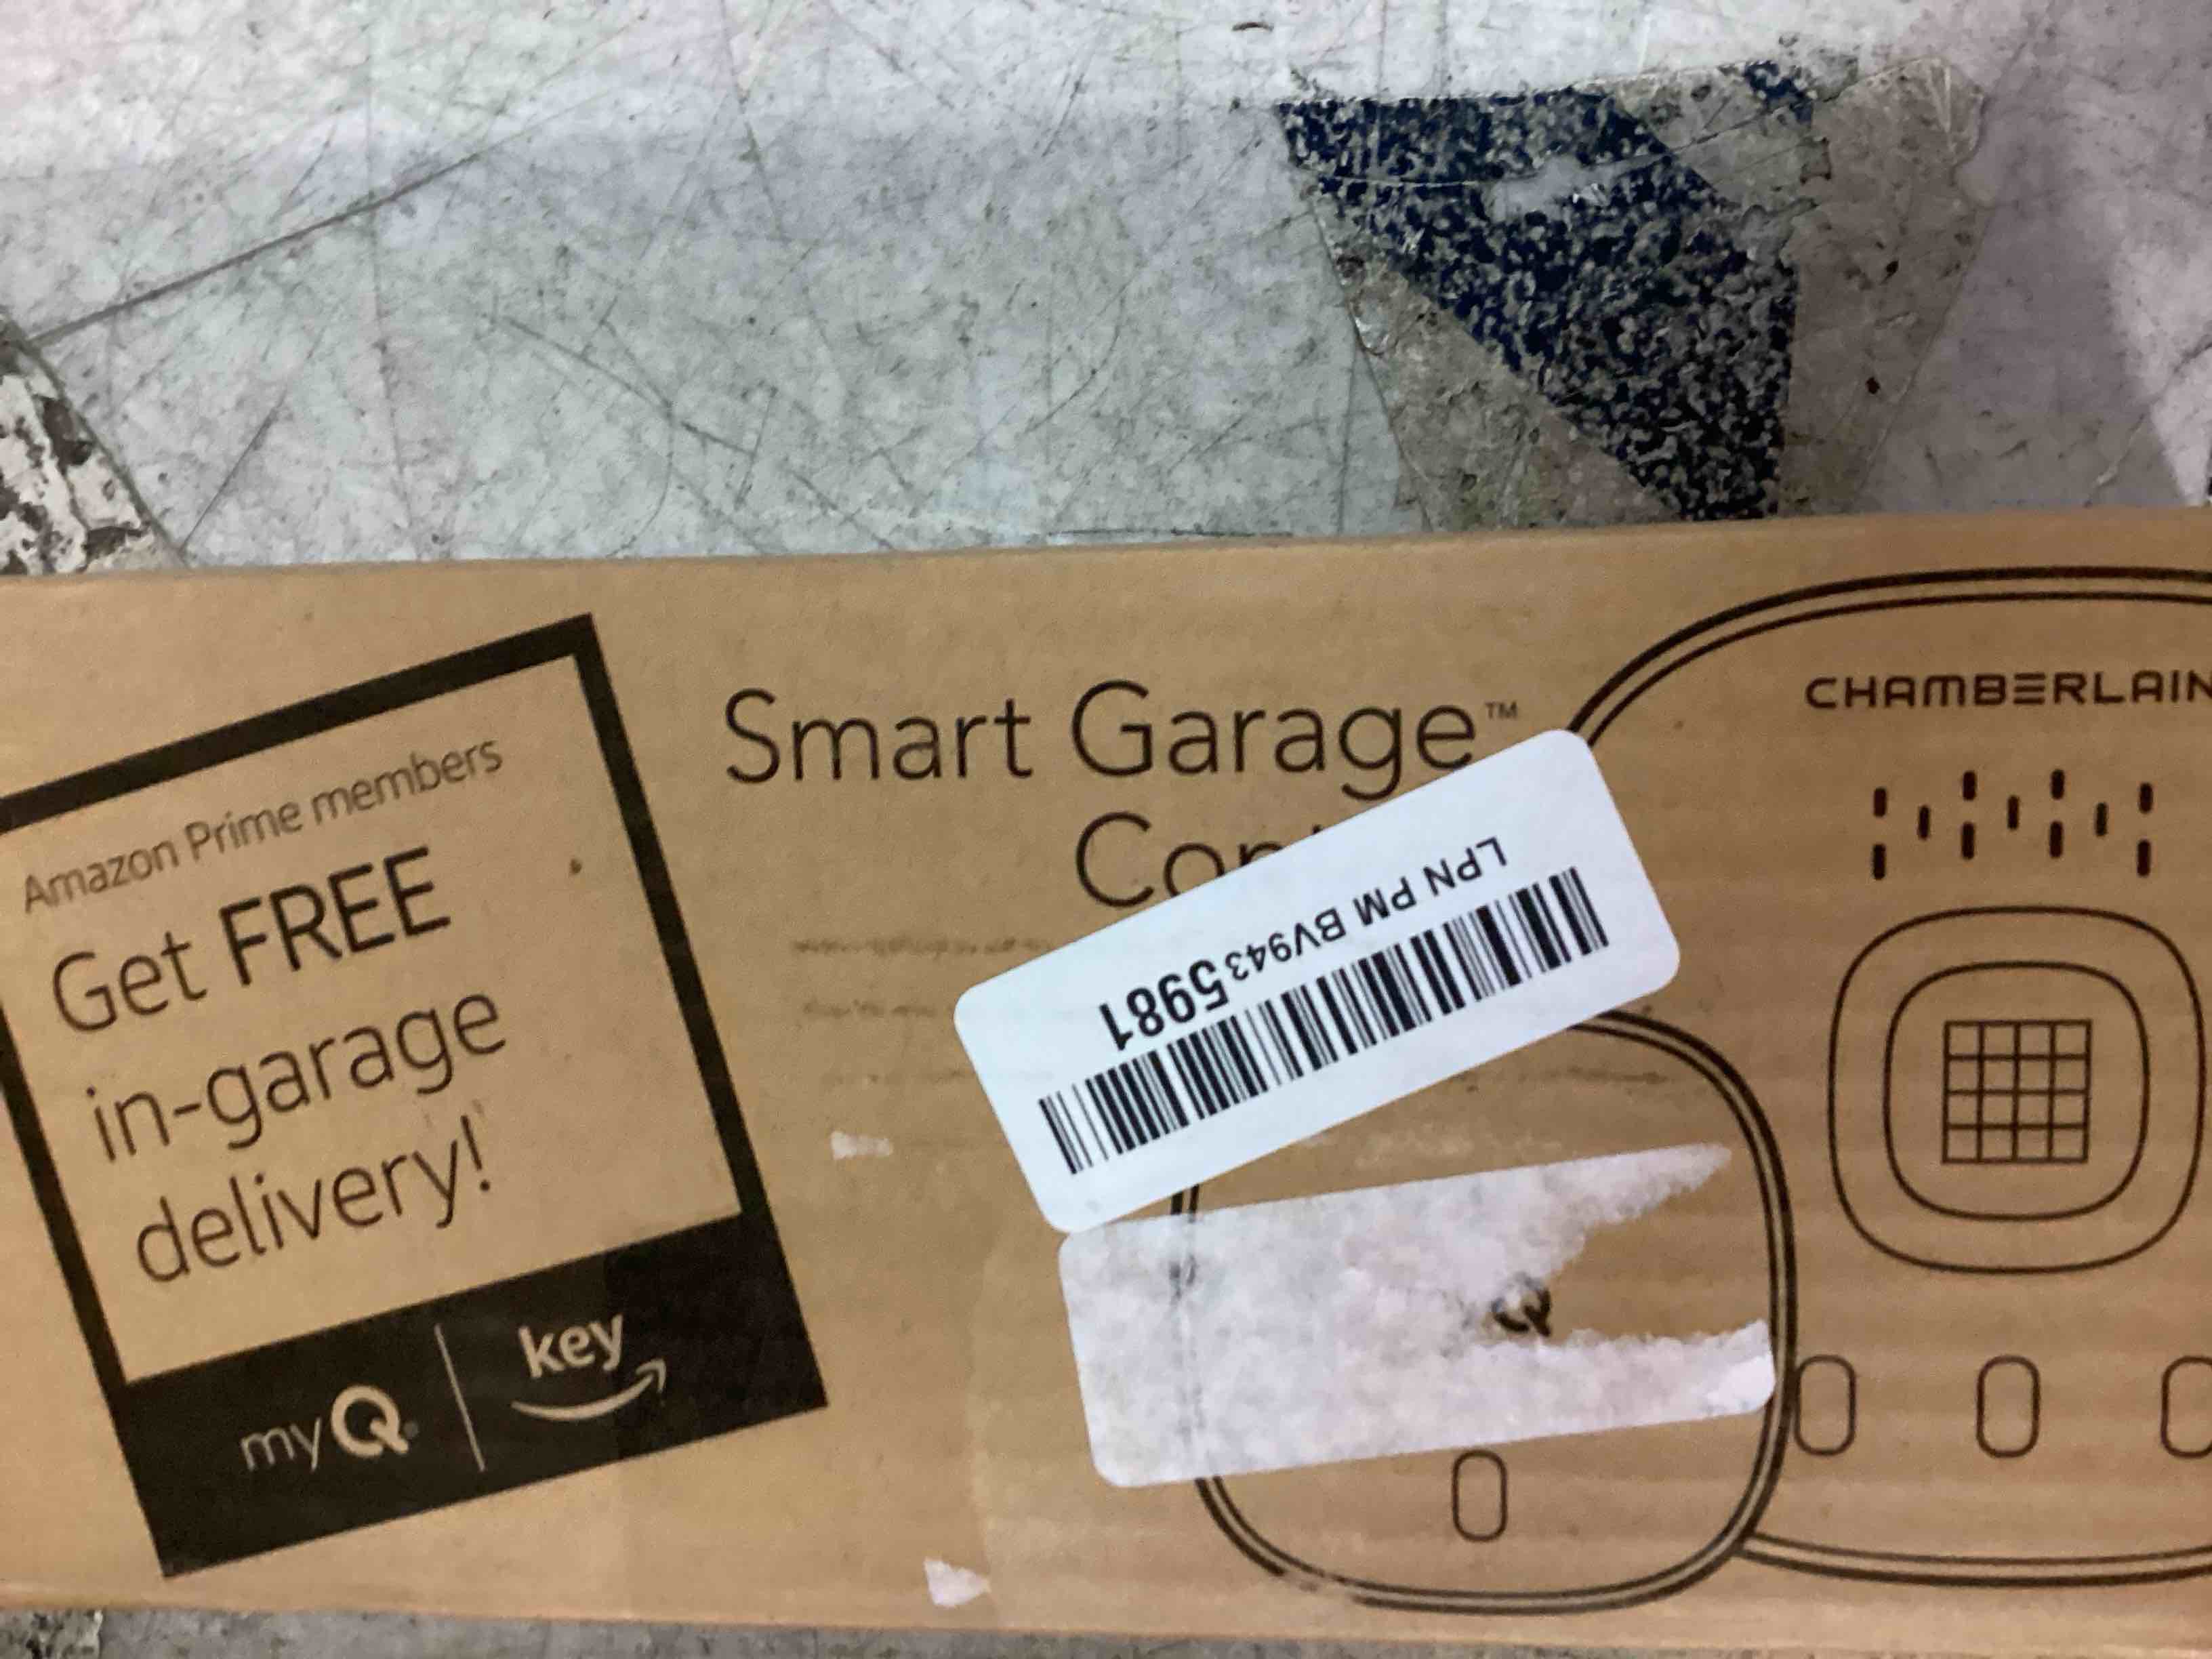 Amazon Prime members
Get FREE
in-garage
delivery!
myQ
key
Smart Garage™
LPN PM BV9435981
CHAMBERLAIN